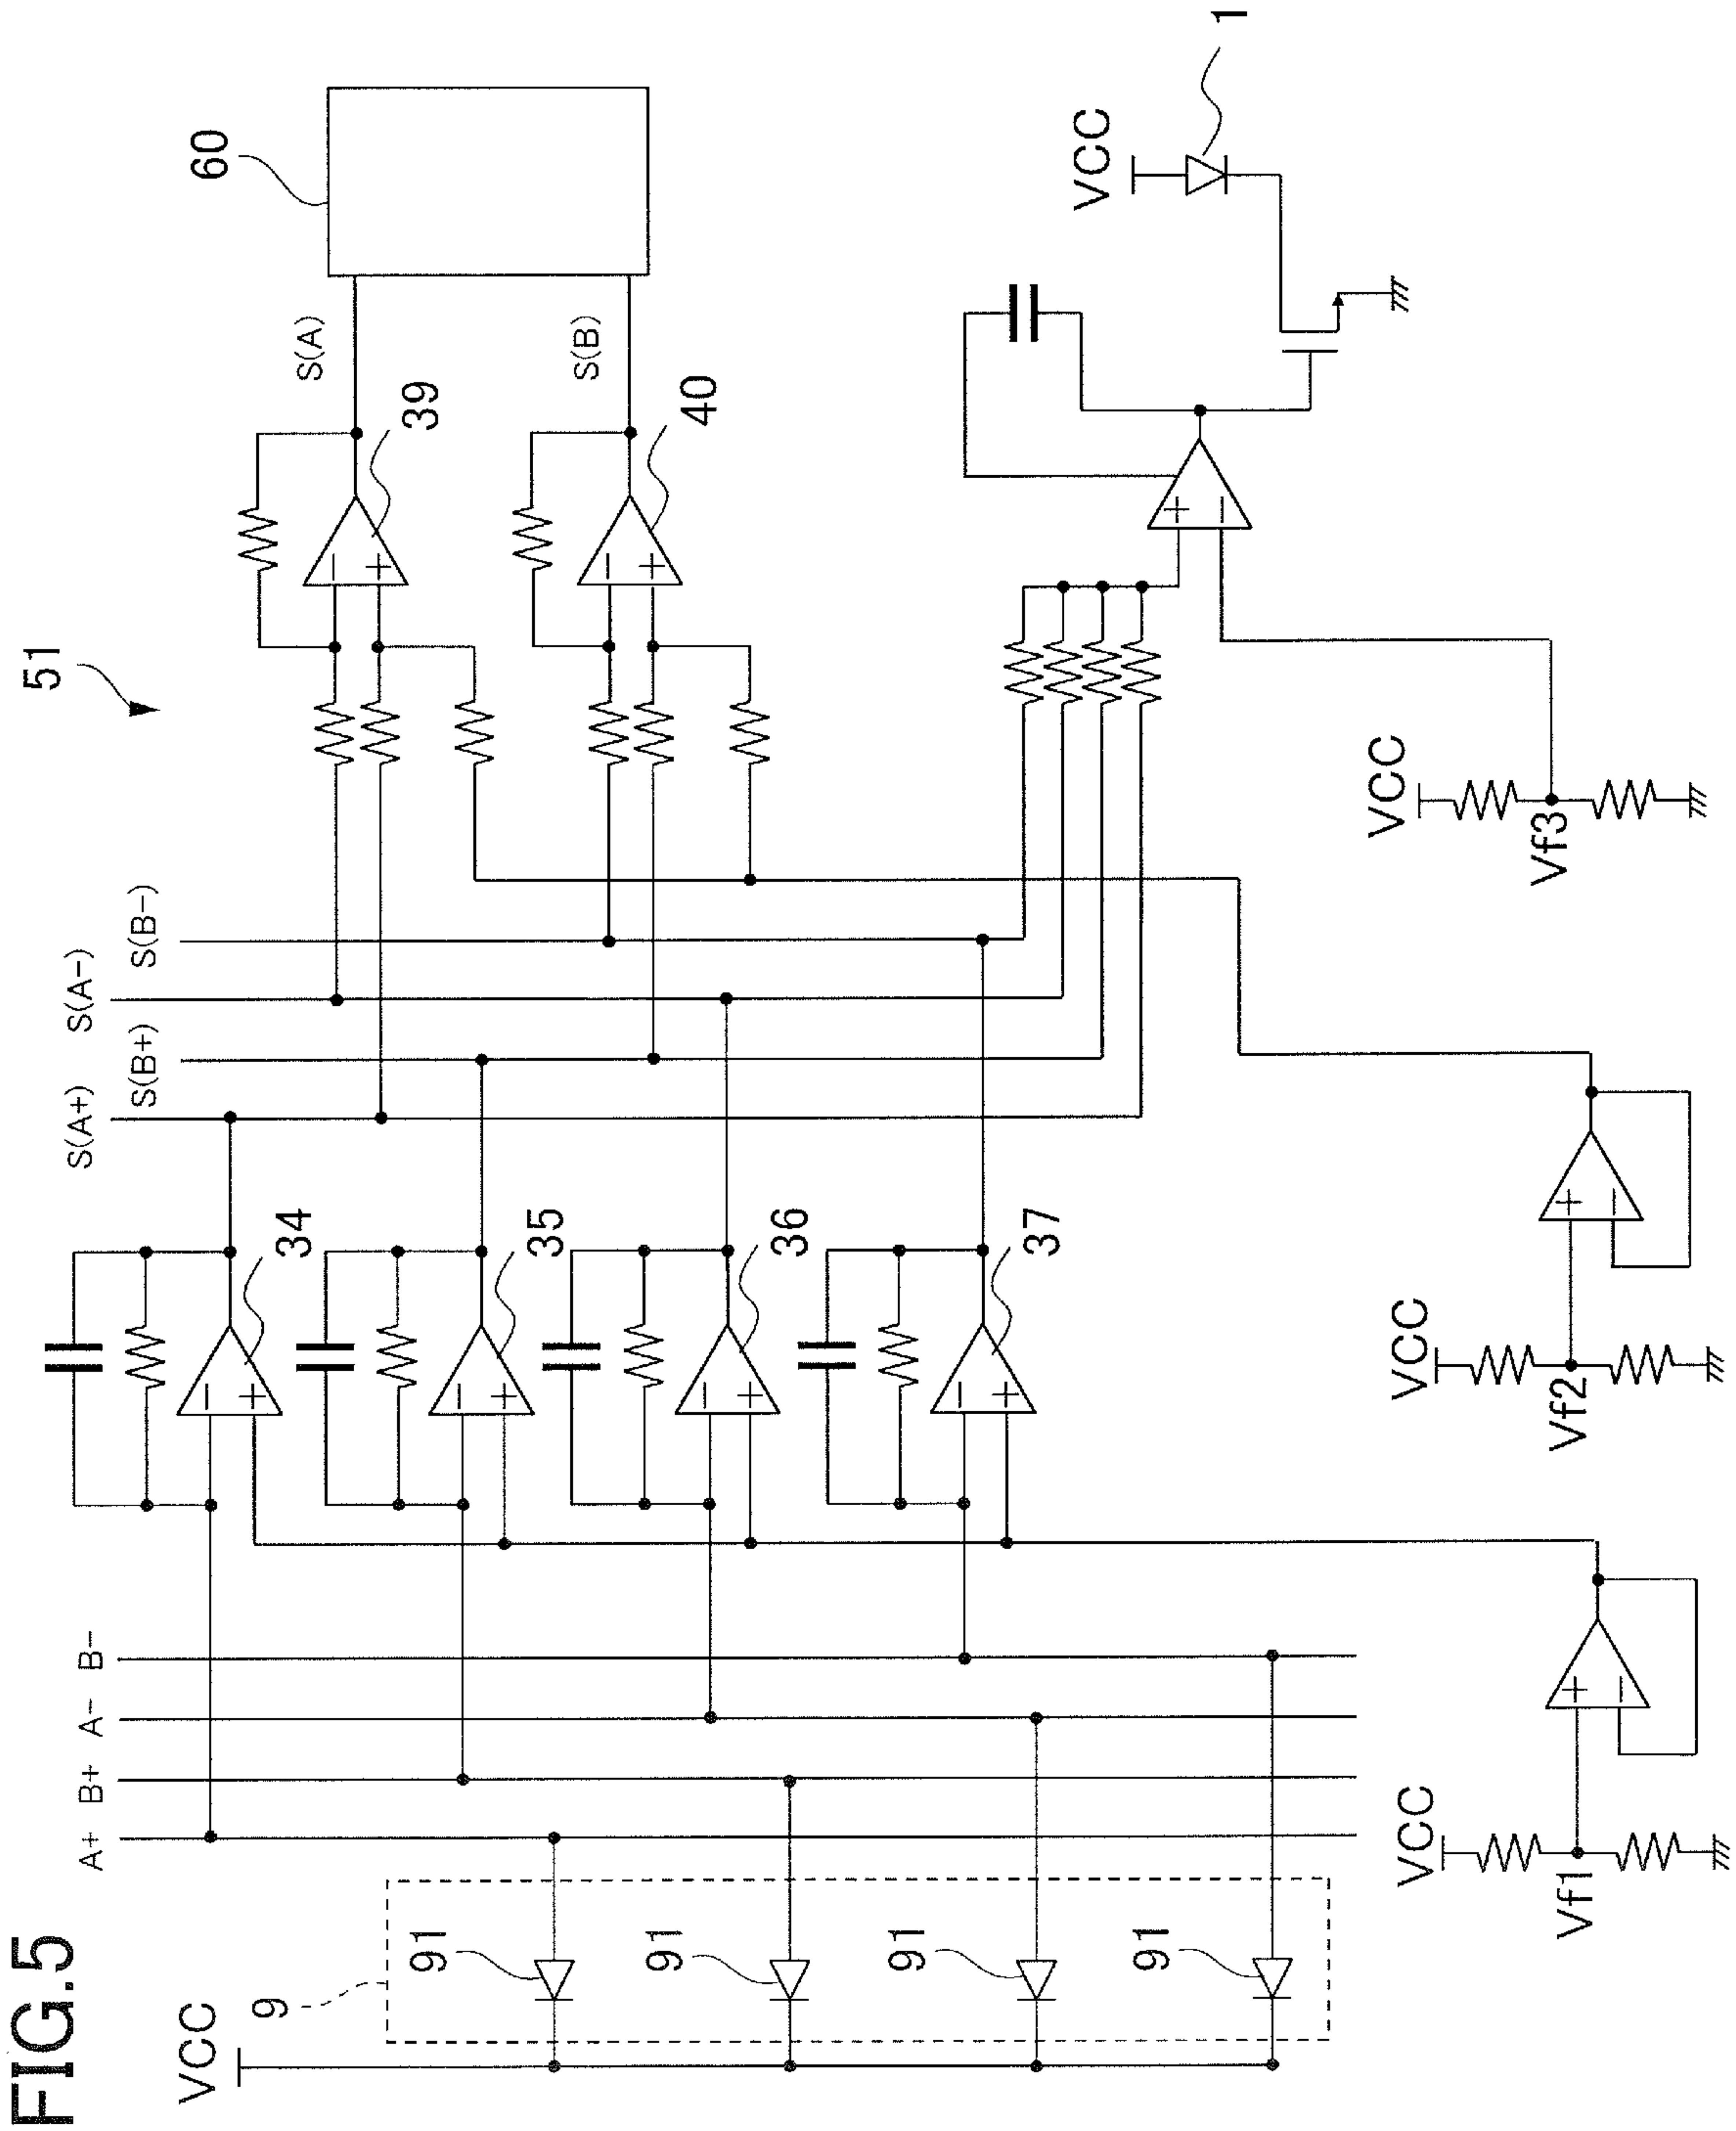 FIG.5
51
60
S(A)
S(B)
39
40
VCC
1
S(A+)
S(B+)
S(A-)
S(B-)
34
35
36
37
A+
B+
A-
B-
VCC
9
91
91
91
91
VCC
Vf1
VCC
Vf2
VCC
Vf3